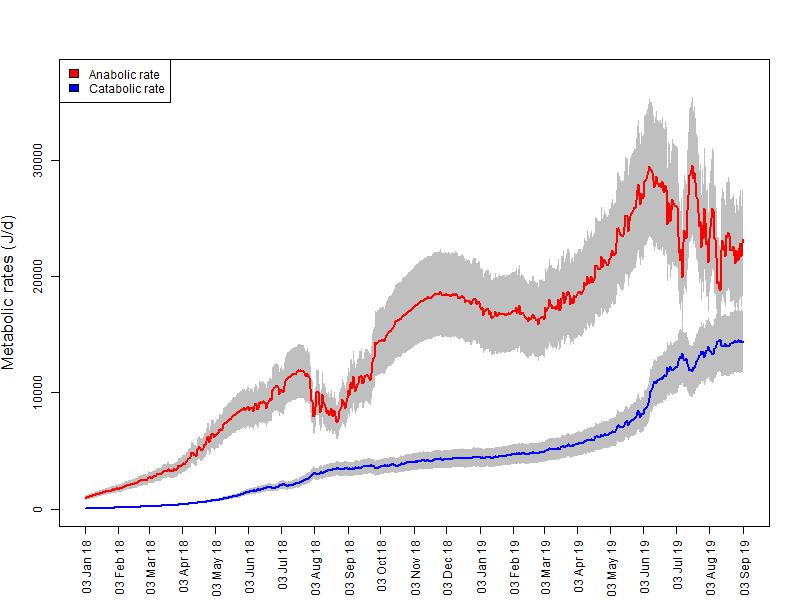 Anabolic rate
Catabolic rate
Metabolic rates (J/d)
30000
20000
10000
0
03 Jan 18
03 Feb 18
03 Mar 18
03 Apr 18
03 May 18
03 Jun 18
03 Jul 18
03 Aug 18
03 Sep 18
03 Oct 18
03 Nov 18
03 Dec 18
03 Jan 19
03 Feb 19
03 Mar 19
03 Apr 19
03 May 19
03 Jun 19
03 Jul 19
03 Aug 19
03 Sep 19